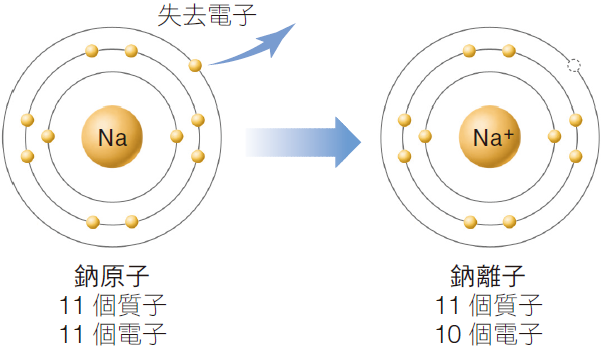 失去電子
Na
Na+
鈉原子
11 個質子
11 個電子
鈉離子
11 個質子
10 個電子